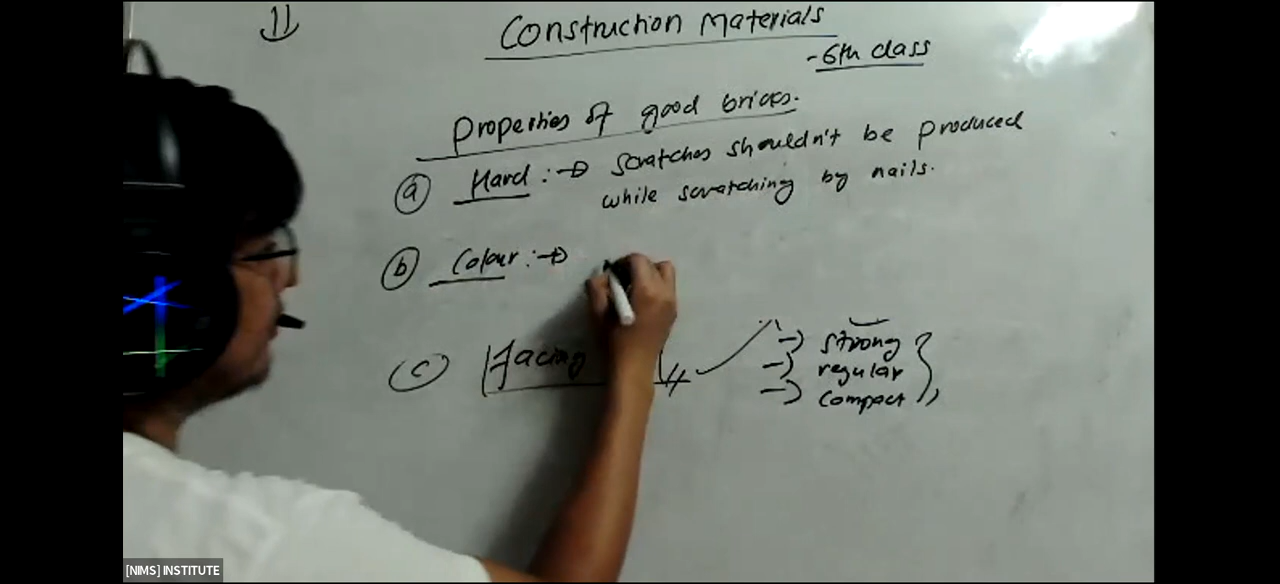 11
Construction Materials
- 6th class
Properties of good bricks.
(a) Hard :→ Scratches shouldn't be produced
while scratching by nails.
(b) Colour :→
(c) Facing
→ strong
→ regular
→ compact
[NIMS] INSTITUTE